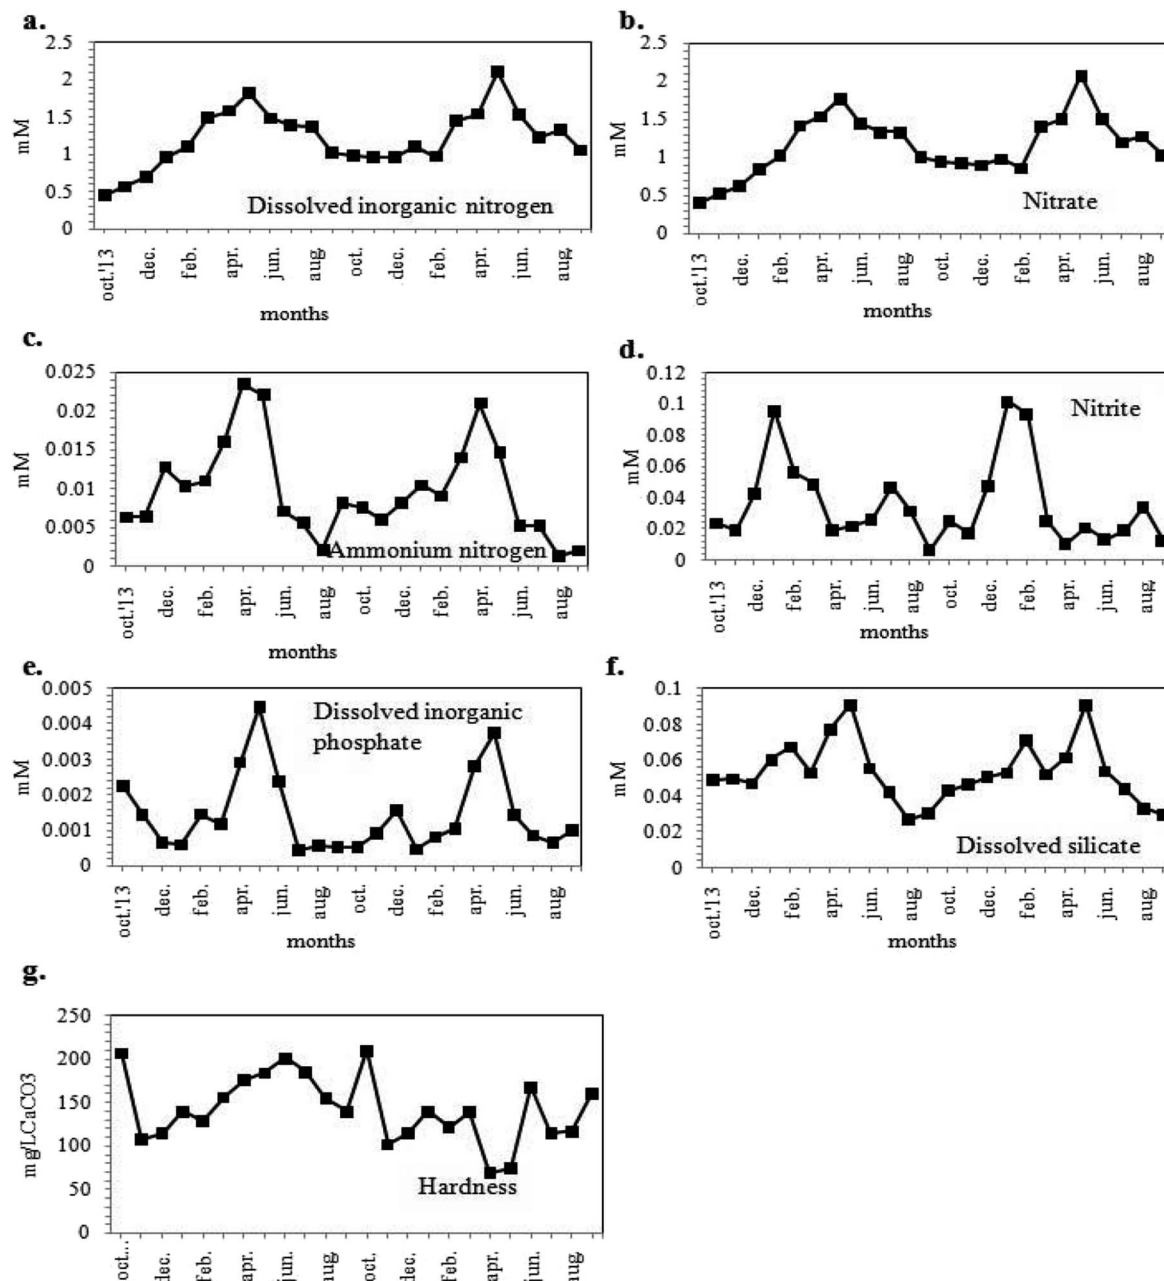 a.
2.5
2
1.5
1
0.5
0
mM
Dissolved inorganic nitrogen
oct.'13 dec. feb. apr. jun. aug. oct. dec. feb. apr. jun. aug.
months
b.
2.5
2
1.5
1
0.5
0
mM
Nitrate
oct.'13 dec. feb. apr. jun. aug. oct. dec. feb. apr. jun. aug.
months
c.
0.025
0.02
0.015
0.01
0.005
0
mM
Ammonium nitrogen
oct.'13 dec. feb. apr. jun. aug. oct. dec. feb. apr. jun. aug.
months
d.
0.12
0.1
0.08
0.06
0.04
0.02
0
mM
Nitrite
oct.'13 dec. feb. apr. jun. aug oct. dec. feb. apr. jun. aug.
months
e.
0.005
0.004
0.003
0.002
0.001
0
mM
Dissolved inorganic
phosphate
oct.'13 dec. feb. apr. jun. aug. oct. dec. feb. apr. jun. aug.
months
f.
0.1
0.08
0.06
0.04
0.02
0
mM
Dissolved silicate
oct.'13 dec. feb. apr. jun. aug oct. dec. feb. apr. jun. aug.
months
g.
250
200
150
100
50
0
mg/LCaCO3
Hardness
oct... dec. feb. apr. jun. aug oct. dec. feb. apr. jun. aug